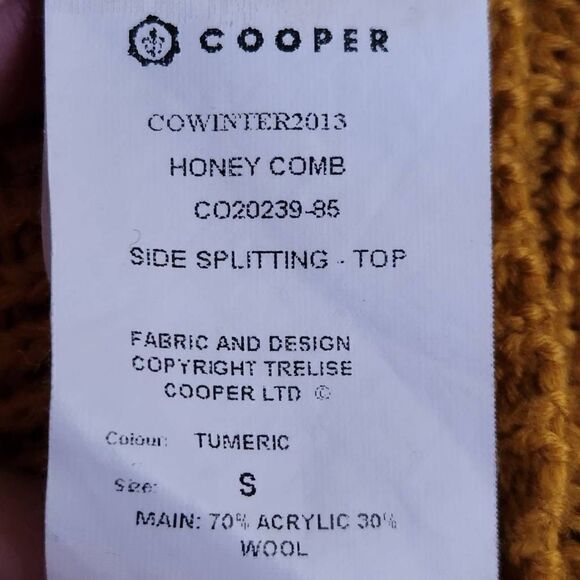 COOPER
COWINTER2013
HONEY COMB
CO20239-85
SIDE SPLITTING - TOP
FABRIC AND DESIGN
COPYRIGHT TRELISE
COOPER LTD ©
Colour: TUMERIC
Size: S
MAIN: 70% ACRYLIC 30%
WOOL